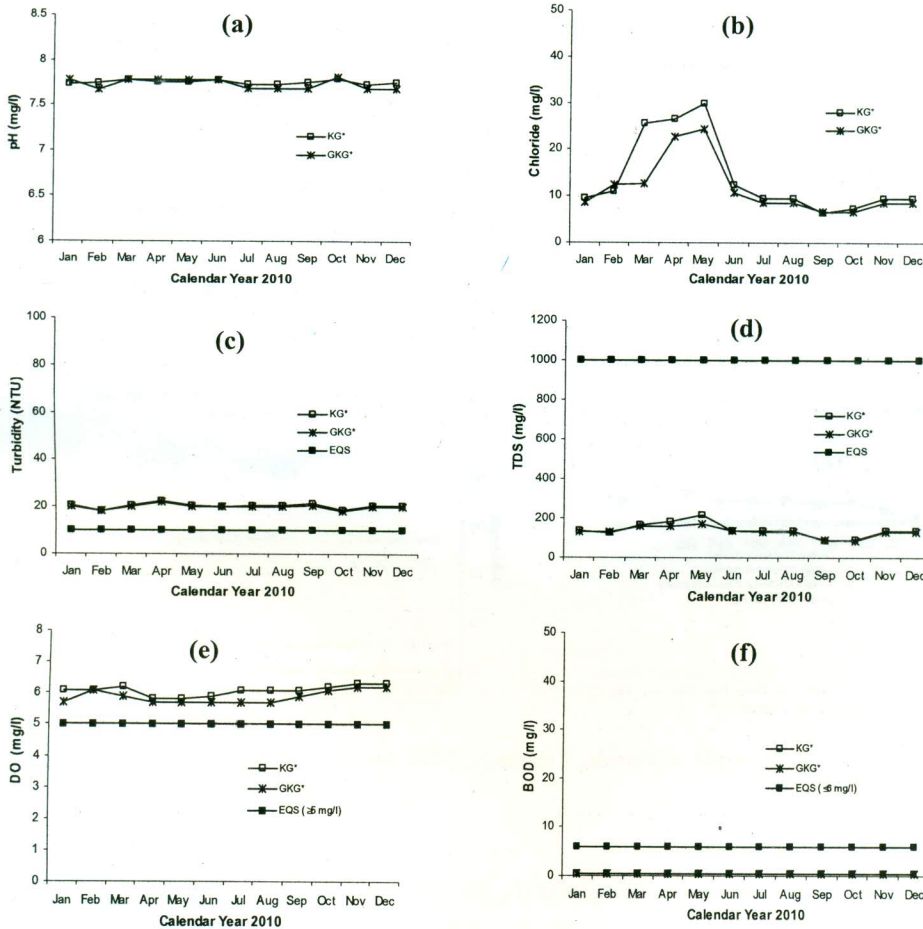 (a)
8.5
8
7.5
7
6.5
6
pH (mg/l)
KG*
GKG*
Jan Feb Mar Apr May Jun Jul Aug Sep Oct Nov Dec
Calendar Year 2010
(b)
50
40
30
20
10
0
Chloride (mg/l)
KG*
GKG*
Jan Feb Mar Apr May Jun Jul Aug Sep Oct Nov Dec
Calendar Year 2010
(c)
100
80
60
40
20
0
Turbidity (NTU)
KG*
GKG*
EQS
Jan Feb Mar Apr May Jun Jul Aug Sep Oct Nov Dec
Calendar Year 2010
(d)
1200
1000
800
600
400
200
0
TDS (mg/l)
KG*
GKG*
EQS
Jan Feb Mar Apr May Jun Jul Aug Sep Oct Nov Dec
Calendar Year 2010
(e)
8
7
6
5
4
3
2
1
0
DO (mg/l)
KG*
GKG*
EQS (≥5 mg/l)
Jan Feb Mar Apr May Jun Jul Aug Sep Oct Nov Dec
Calendar Year 2010
(f)
50
40
30
20
10
0
BOD (mg/l)
KG*
GKG*
EQS (≤6 mg/l)
Jan Feb Mar Apr May Jun Jul Aug Sep Oct Nov Dec
Calendar Year 2010